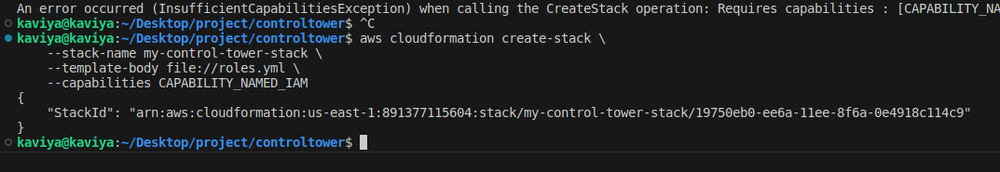 An error occurred (InsufficientCapabilitiesException) when calling the CreateStack operation: Requires capabilities : [CAPABILITY_NA
kaviya@kaviya:~/Desktop/project/controltower$ ^C
kaviya@kaviya:~/Desktop/project/controltower$ aws cloudformation create-stack \
    --stack-name my-control-tower-stack \
    --template-body file://roles.yml \
    --capabilities CAPABILITY_NAMED_IAM
{
    "StackId": "arn:aws:cloudformation:us-east-1:891377115604:stack/my-control-tower-stack/19750eb0-ee6a-11ee-8f6a-0e4918c114c9"
}
kaviya@kaviya:~/Desktop/project/controltower$